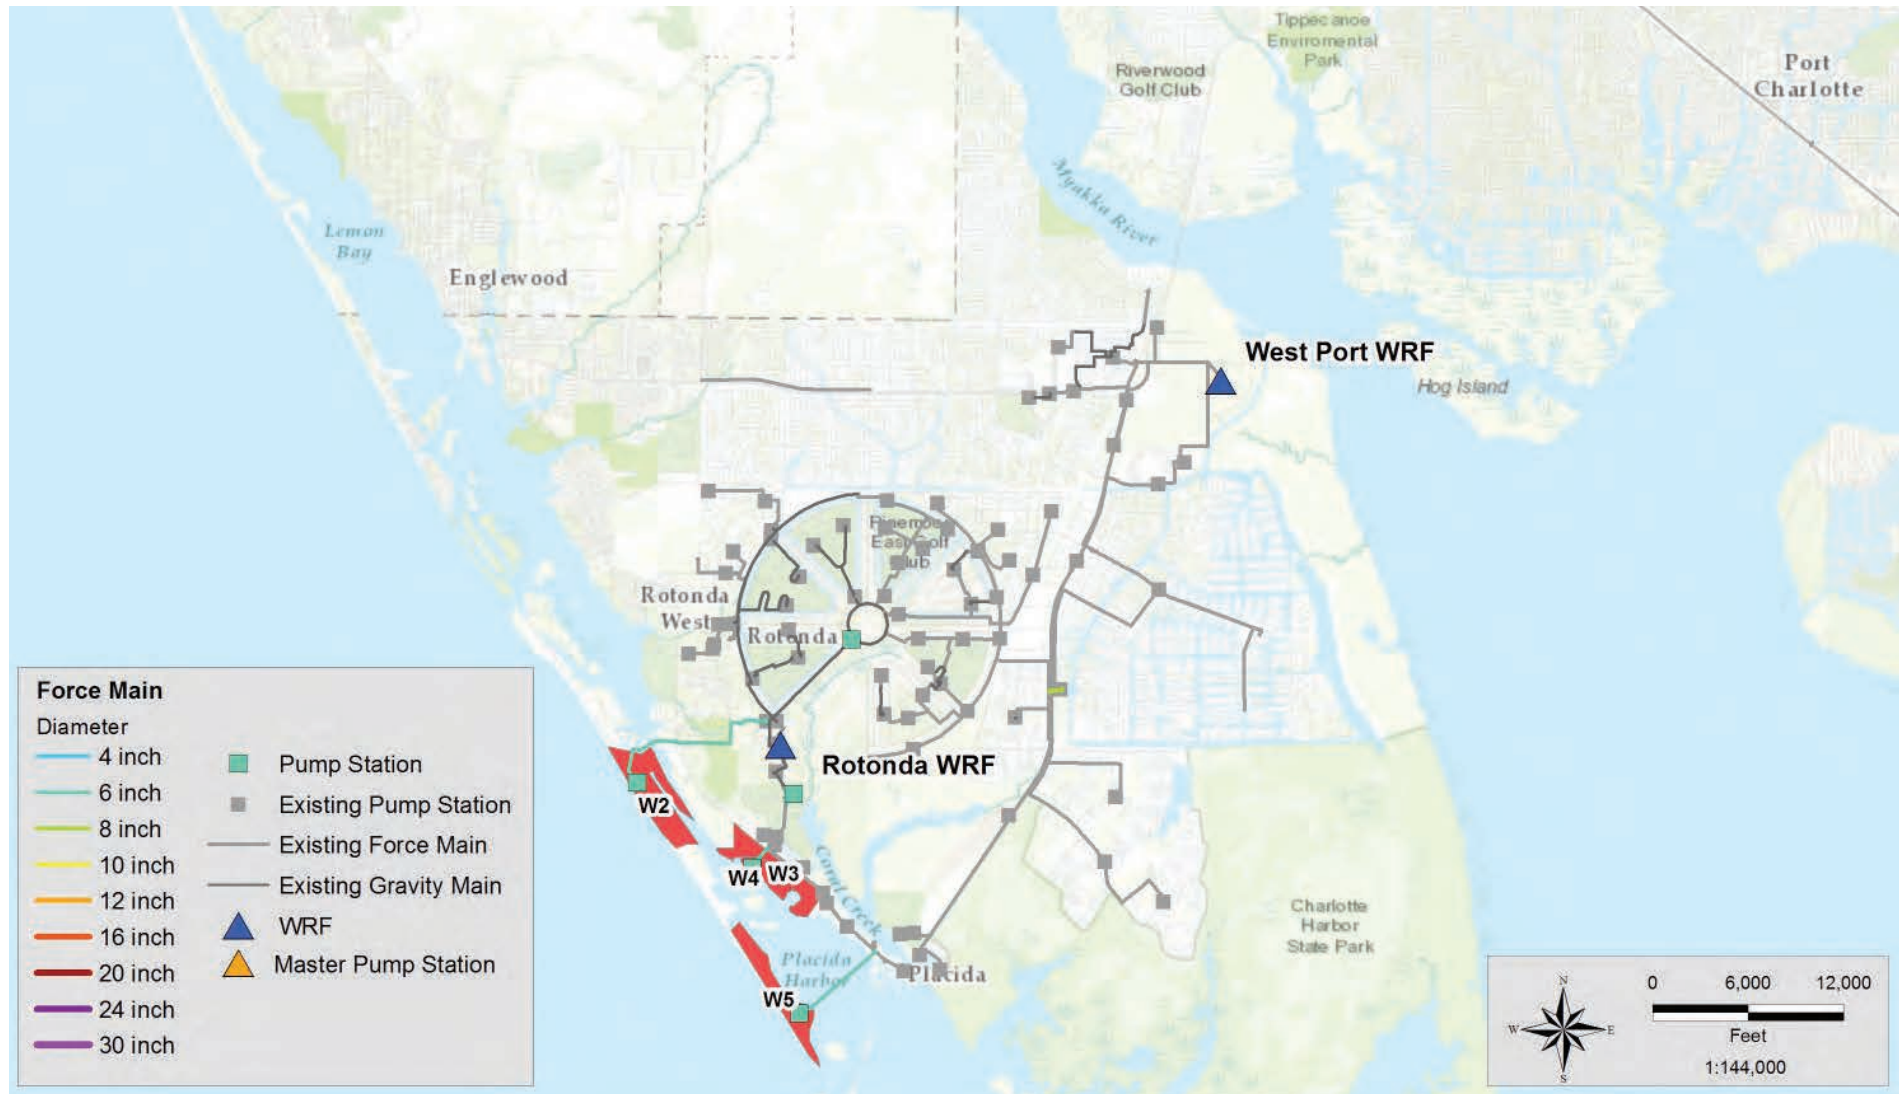 Tippecanoe
Enviromental
Park
Riverwood
Golf Club
Port
Charlotte
Myakka River
Lemon
Bay
Englewood
West Port WRF
Hog Island
East Golf
Club
Rotonda
West
Rotonda
Rotonda WRF
W2
W4
W3
Coral Creek
W5
Placida
Harbor
Placida
Charlotte
Harbor
State Park
Force Main
Diameter
4 inch
6 inch
8 inch
10 inch
12 inch
16 inch
20 inch
24 inch
30 inch
Pump Station
Existing Pump Station
Existing Force Main
Existing Gravity Main
WRF
Master Pump Station
N
W
E
S
0
6,000
12,000
Feet
1:144,000